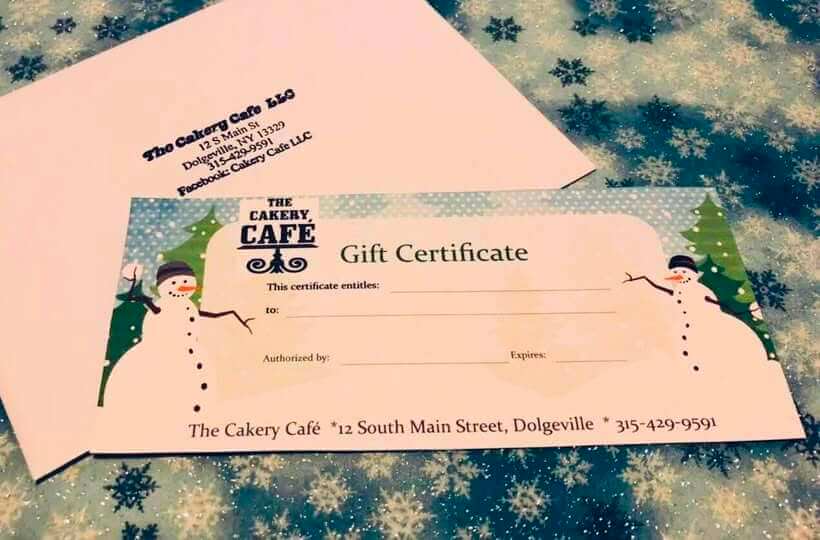 The Cakery Cafe LLC
12 S Main St
Dolgeville, NY 13329
315-429-9591
Facebook: Cakery Cafe LLC
THE
CAKERY
CAFÉ
Gift Certificate
This certificate entitles:
to:
Authorized by: Expires:
The Cakery Café *12 South Main Street, Dolgeville * 315-429-9591